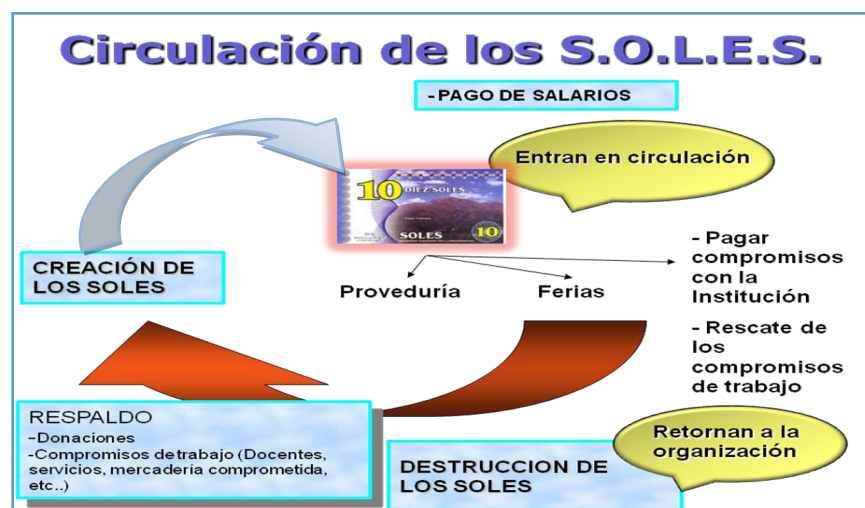 Circulación de los S.O.L.E.S.
-PAGO DE SALARIOS
Entran en circulación
10 DIEZ SOLES
SOLES 10
CREACIÓN DE
LOS SOLES
Proveduría
Ferias
- Pagar
compromisos
con la
Institución
- Rescate de
los
compromisos
de trabajo
RESPALDO
-Donaciones
-Compromisos de trabajo (Docentes,
servicios, mercadería comprometida,
etc..)
DESTRUCCION DE
LOS SOLES
Retornan a la
organización